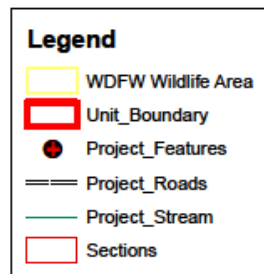 Legend
WDFW Wildlife Area
Unit_Boundary
Project_Features
Project_Roads
Project_Stream
Sections